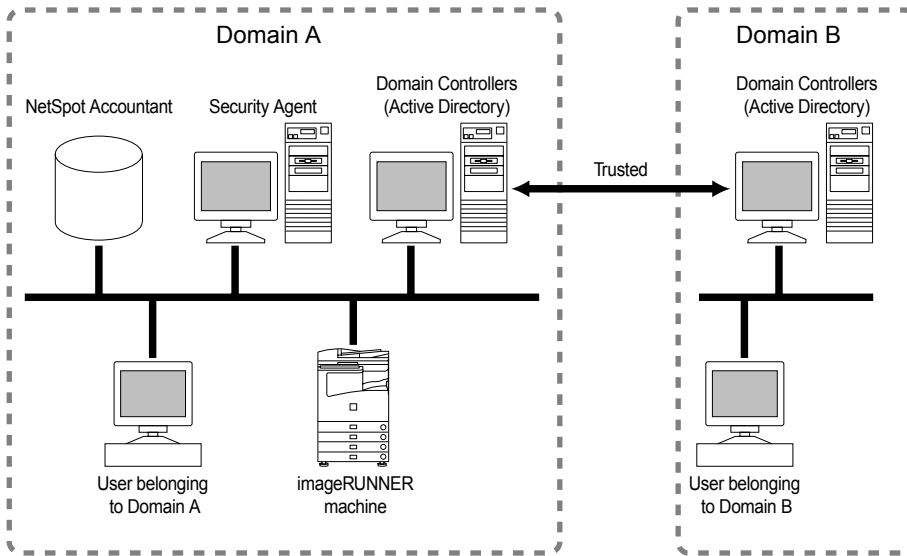 Domain A
Domain B
NetSpot Accountant
Security Agent
Domain Controllers
(Active Directory)
Domain Controllers
(Active Directory)
Trusted
User belonging
to Domain A
imageRUNNER
machine
User belonging
to Domain B